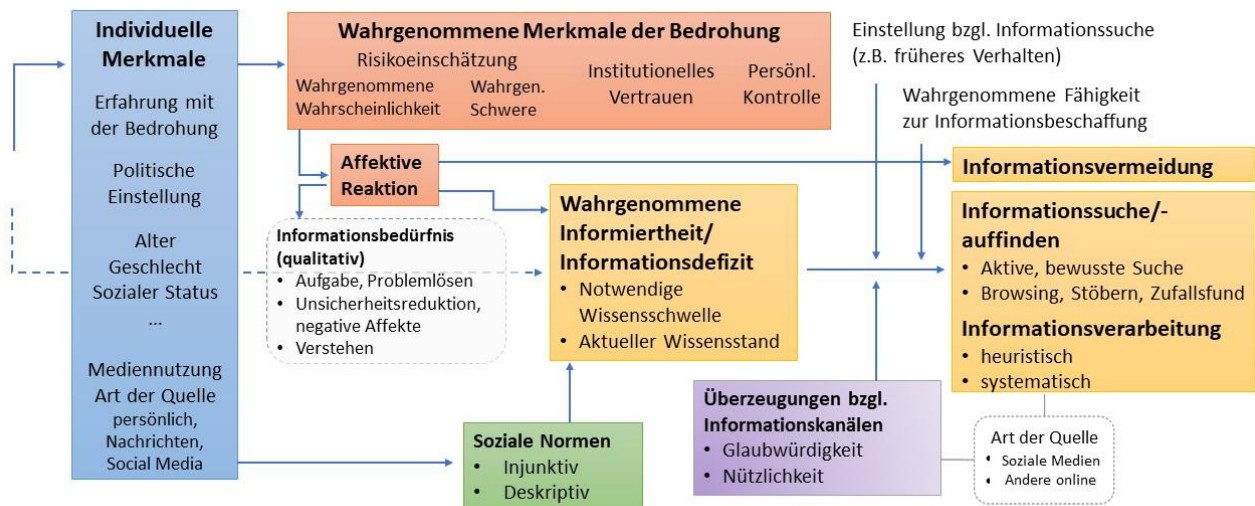 Individuelle
Merkmale
Erfahrung mit
der Bedrohung
Politische
Einstellung
Alter
Geschlecht
Sozialer Status
...
Mediennutzung
Art der Quelle
persönlich,
Nachrichten,
Social Media
Wahrgenommene Merkmale der Bedrohung
Risikoeinschätzung
Wahrgenommene
Wahrscheinlichkeit
Wahrgen.
Schwere
Institutionelles
Vertrauen
Persönl.
Kontrolle
Affektive
Reaktion
Informationsbedürfnis
(qualitativ)
• Aufgabe, Problemlösen
• Unsicherheitsreduktion,
negative Affekte
• Verstehen
Soziale Normen
• Injunktiv
• Deskriptiv
Wahrgenommene
Informiertheit/
Informationsdefizit
• Notwendige
Wissensschwelle
• Aktueller Wissensstand
Einstellung bzgl. Informationssuche
(z.B. früheres Verhalten)
Wahrgenommene Fähigkeit
zur Informationsbeschaffung
Überzeugungen bzgl.
Informationskanälen
• Glaubwürdigkeit
• Nützlichkeit
Informationsvermeidung
Informationssuche/-
auffinden
• Aktive, bewusste Suche
• Browsing, Stöbern, Zufallsfund
Informationsverarbeitung
• heuristisch
• systematisch
Art der Quelle
• Soziale Medien
• Andere online